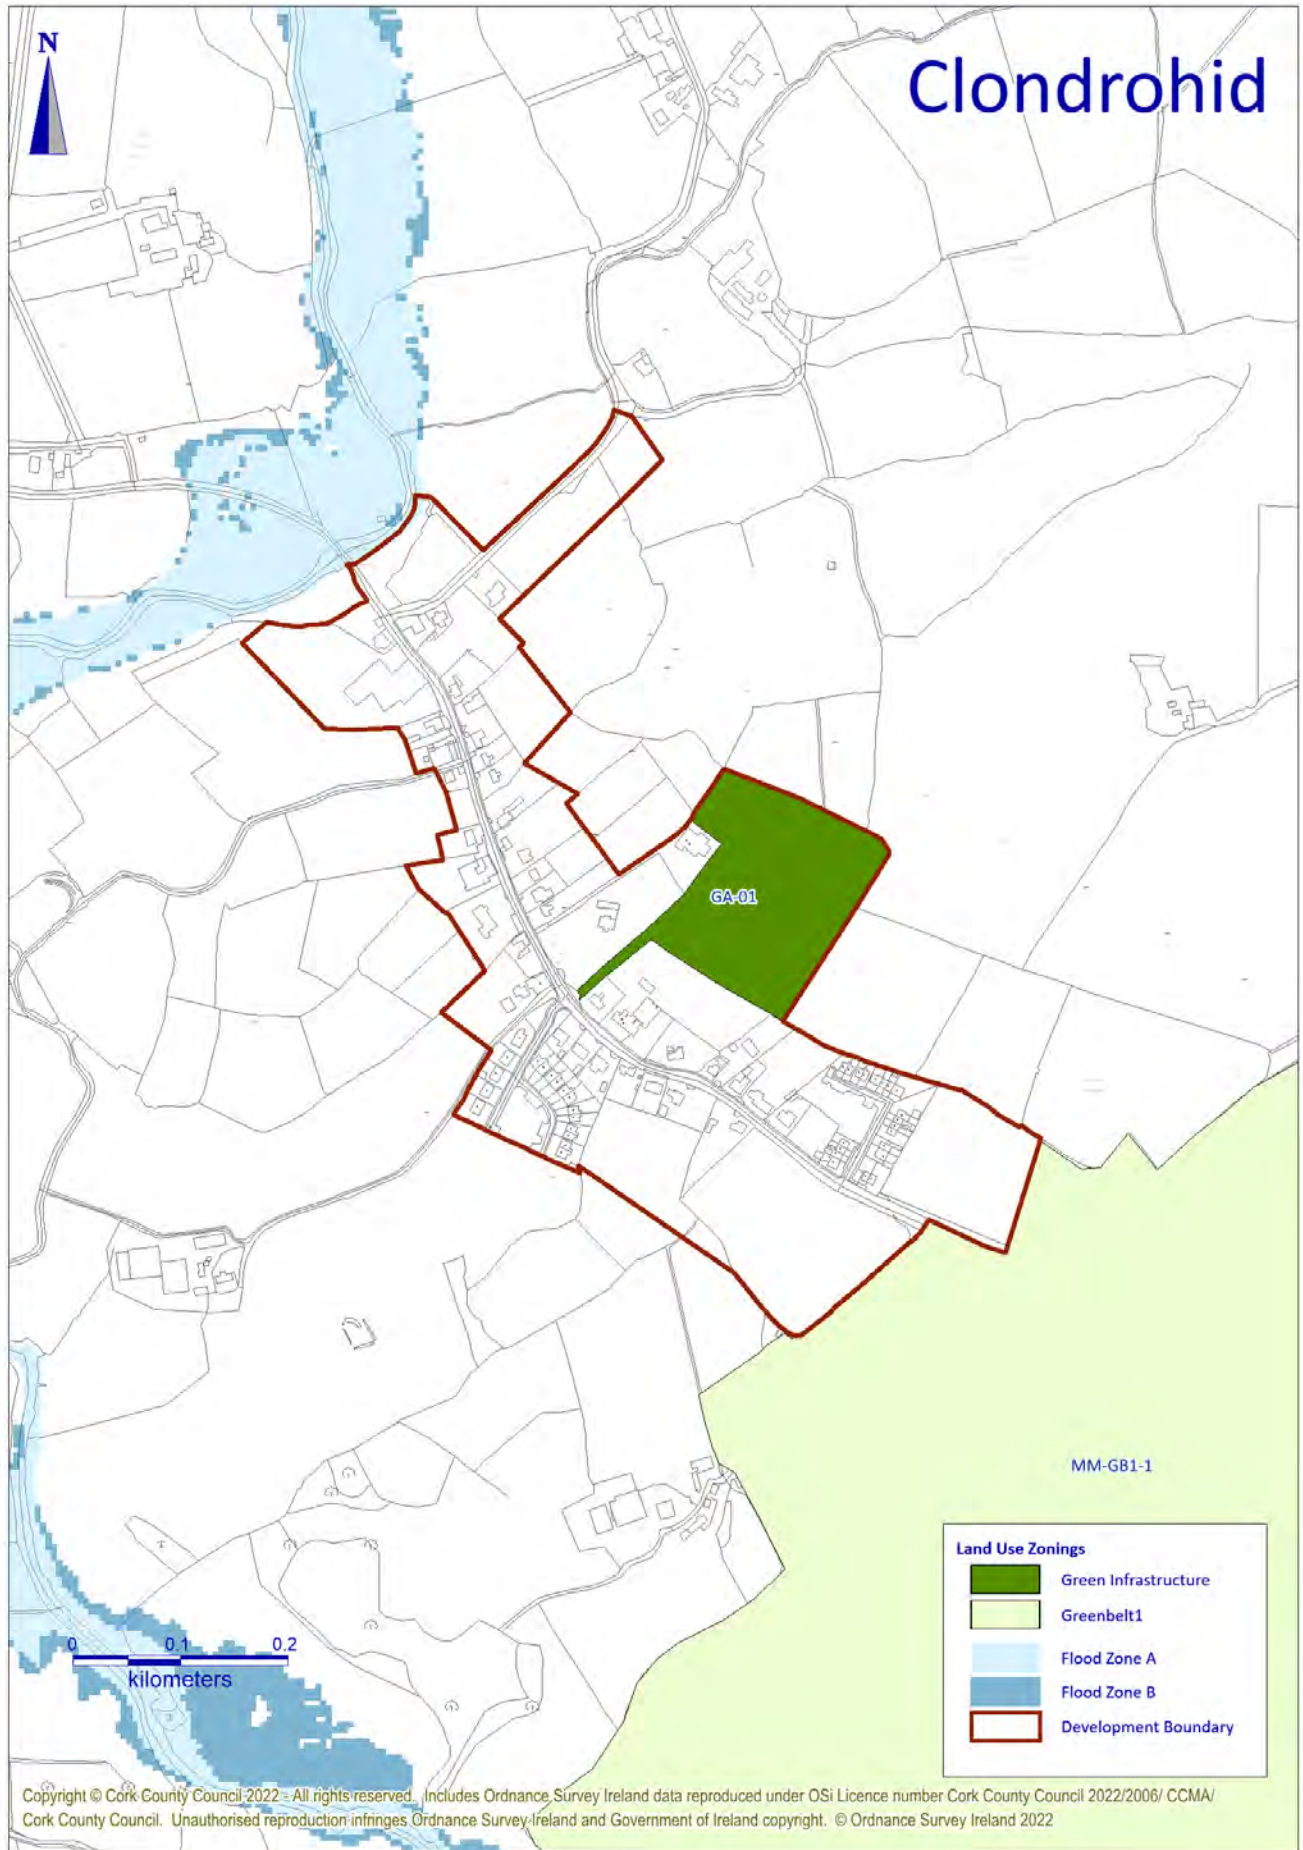 N
Clondrohid
GA-01
MM-GB1-1
Land Use Zonings
Green Infrastructure
Greenbelt1
Flood Zone A
Flood Zone B
Development Boundary
0 0.1 0.2
kilometers
Copyright © Cork County Council 2022 - All rights reserved. Includes Ordnance Survey Ireland data reproduced under OSi Licence number Cork County Council 2022/2006/ CCMA/
Cork County Council. Unauthorised reproduction infringes Ordnance Survey Ireland and Government of Ireland copyright. © Ordnance Survey Ireland 2022